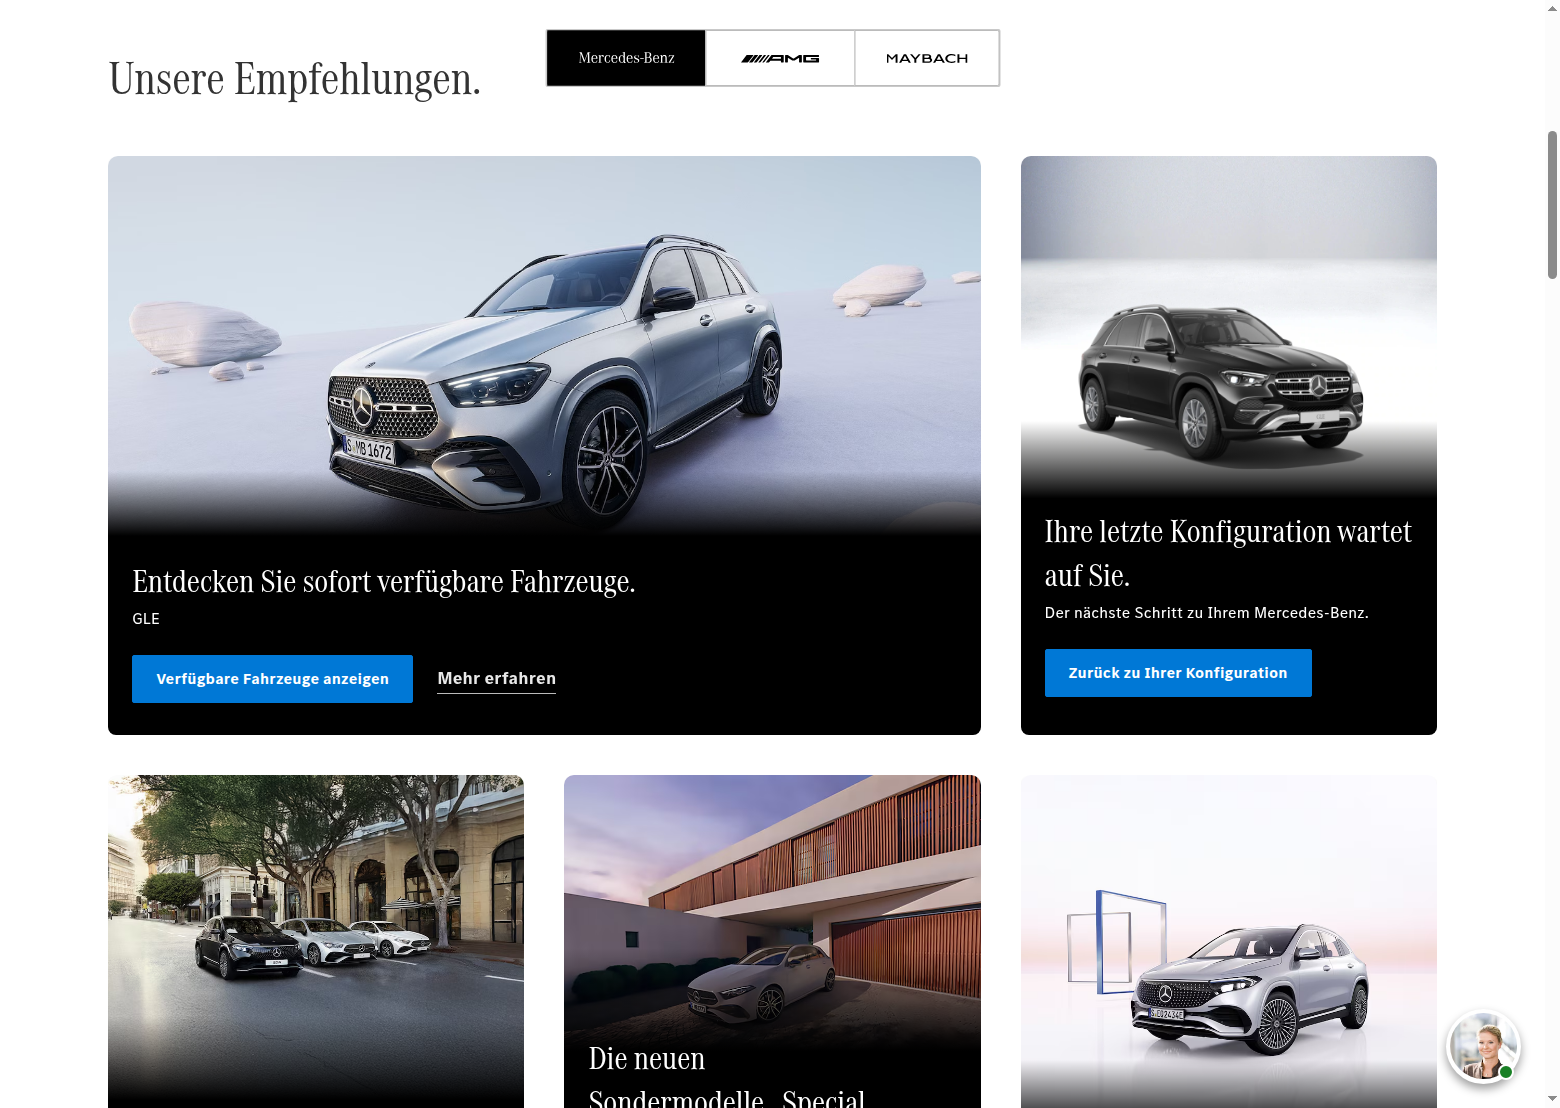 Mercedes-Benz
AMG
MAYBACH
Unsere Empfehlungen.
S MB 1672
Entdecken Sie sofort verfügbare Fahrzeuge.
GLE
Verfügbare Fahrzeuge anzeigen
Mehr erfahren
Ihre letzte Konfiguration wartet
auf Sie.
Der nächste Schritt zu Ihrem Mercedes-Benz.
Zurück zu Ihrer Konfiguration
Die neuen
Sondermodelle. Special